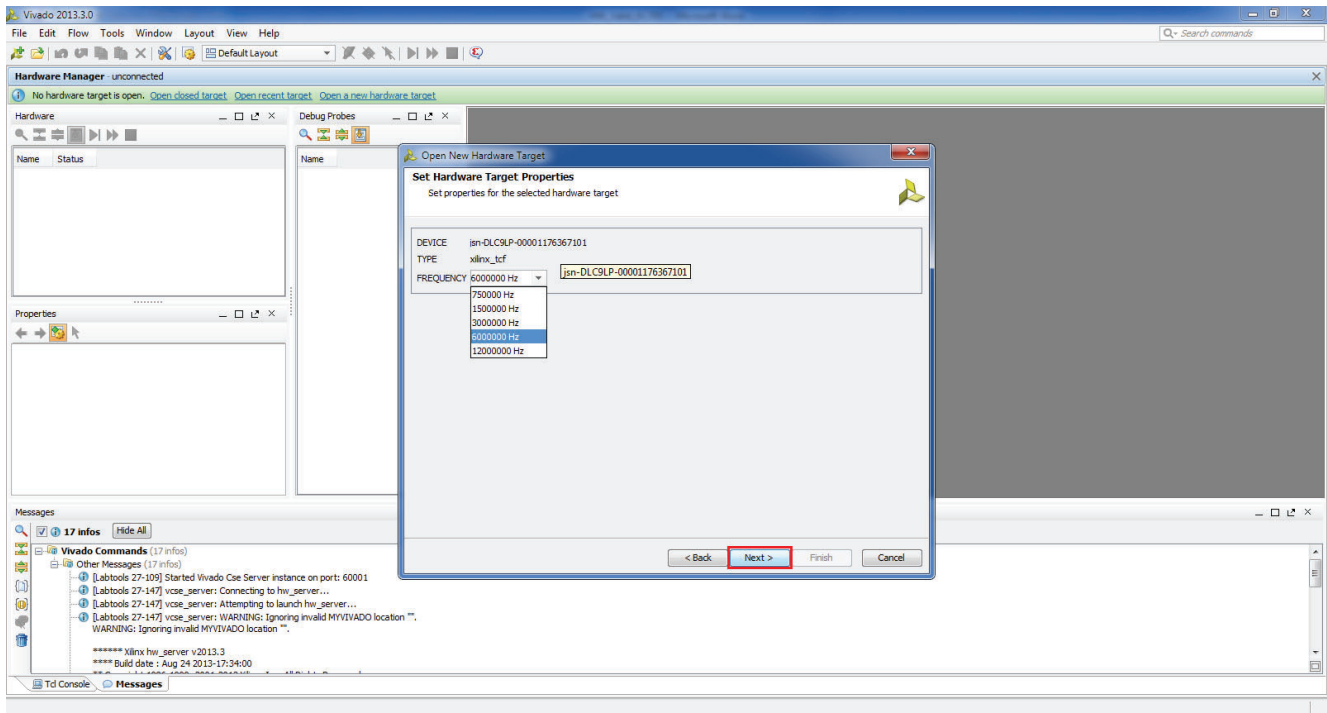 Vivado 2013.3.0
File Edit Flow Tools Window Layout View Help
Search commands
Default Layout
Hardware Manager - unconnected
No hardware target is open. Open closed target Open recent target Open a new hardware target
Hardware
Debug Probes
Name Status
Name
Open New Hardware Target
Set Hardware Target Properties
Set properties for the selected hardware target
DEVICE jsn-DLC9LP-00001176367101
TYPE xilinx_tcf
FREQUENCY 6000000 Hz
jsn-DLC9LP-00001176367101
750000 Hz
1500000 Hz
3000000 Hz
6000000 Hz
12000000 Hz
Properties
< Back Next > Finish Cancel
Messages
17 infos Hide All
Vivado Commands (17 infos)
Other Messages (17 infos)
[Labtools 27-109] Started Vivado Cse Server instance on port: 60001
[Labtools 27-147] vcse_server: Connecting to hw_server...
[Labtools 27-147] vcse_server: Attempting to launch hw_server...
[Labtools 27-147] vcse_server: WARNING: Ignoring invalid MYVIVADO location "".
WARNING: Ignoring invalid MYVIVADO location "".
****** Xilinx hw_server v2013.3
**** Build date : Aug 24 2013-17:34:00
Tcl Console Messages